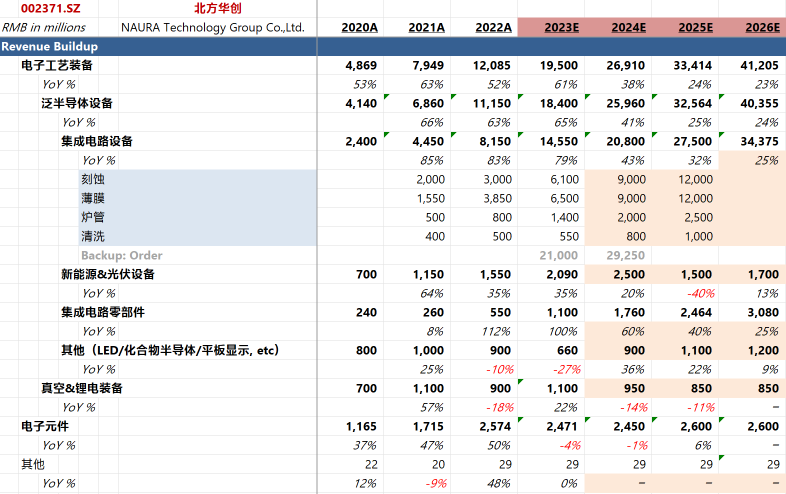 002371.SZ 北方华创
RMB in millions NAURA Technology Group Co.,Ltd. 2020A 2021A 2022A 2023E 2024E 2025E 2026E
Revenue Buildup
电子工艺装备 4,869 7,949 12,085 19,500 26,910 33,414 41,205
YoY % 53% 63% 52% 61% 38% 24% 23%
泛半导体设备 4,140 6,860 11,150 18,400 25,960 32,564 40,355
YoY % 66% 63% 65% 41% 25% 24%
集成电路设备 2,400 4,450 8,150 14,550 20,800 27,500 34,375
YoY % 85% 83% 79% 43% 32% 25%
刻蚀 2,000 3,000 6,100 9,000 12,000
薄膜 1,550 3,850 6,500 9,000 12,000
炉管 500 800 1,400 2,000 2,500
清洗 400 500 550 800 1,000
Backup: Order 21,000 29,250
新能源&光伏设备 700 1,150 1,550 2,090 2,500 1,500 1,700
YoY % 64% 35% 35% 20% -40% 13%
集成电路零部件 240 260 550 1,100 1,760 2,464 3,080
YoY % 8% 112% 100% 60% 40% 25%
其他（LED/化合物半导体/平板显示, etc） 800 1,000 900 660 900 1,100 1,200
YoY % 25% -10% -27% 36% 22% 9%
真空&锂电装备 700 1,100 900 1,100 950 850 850
YoY % 57% -18% 22% -14% -11% –
电子元件 1,165 1,715 2,574 2,471 2,450 2,600 2,600
YoY % 37% 47% 50% -4% -1% 6% –
其他 22 20 29 29 29 29 29
YoY % 12% -9% 48% 0% – – –